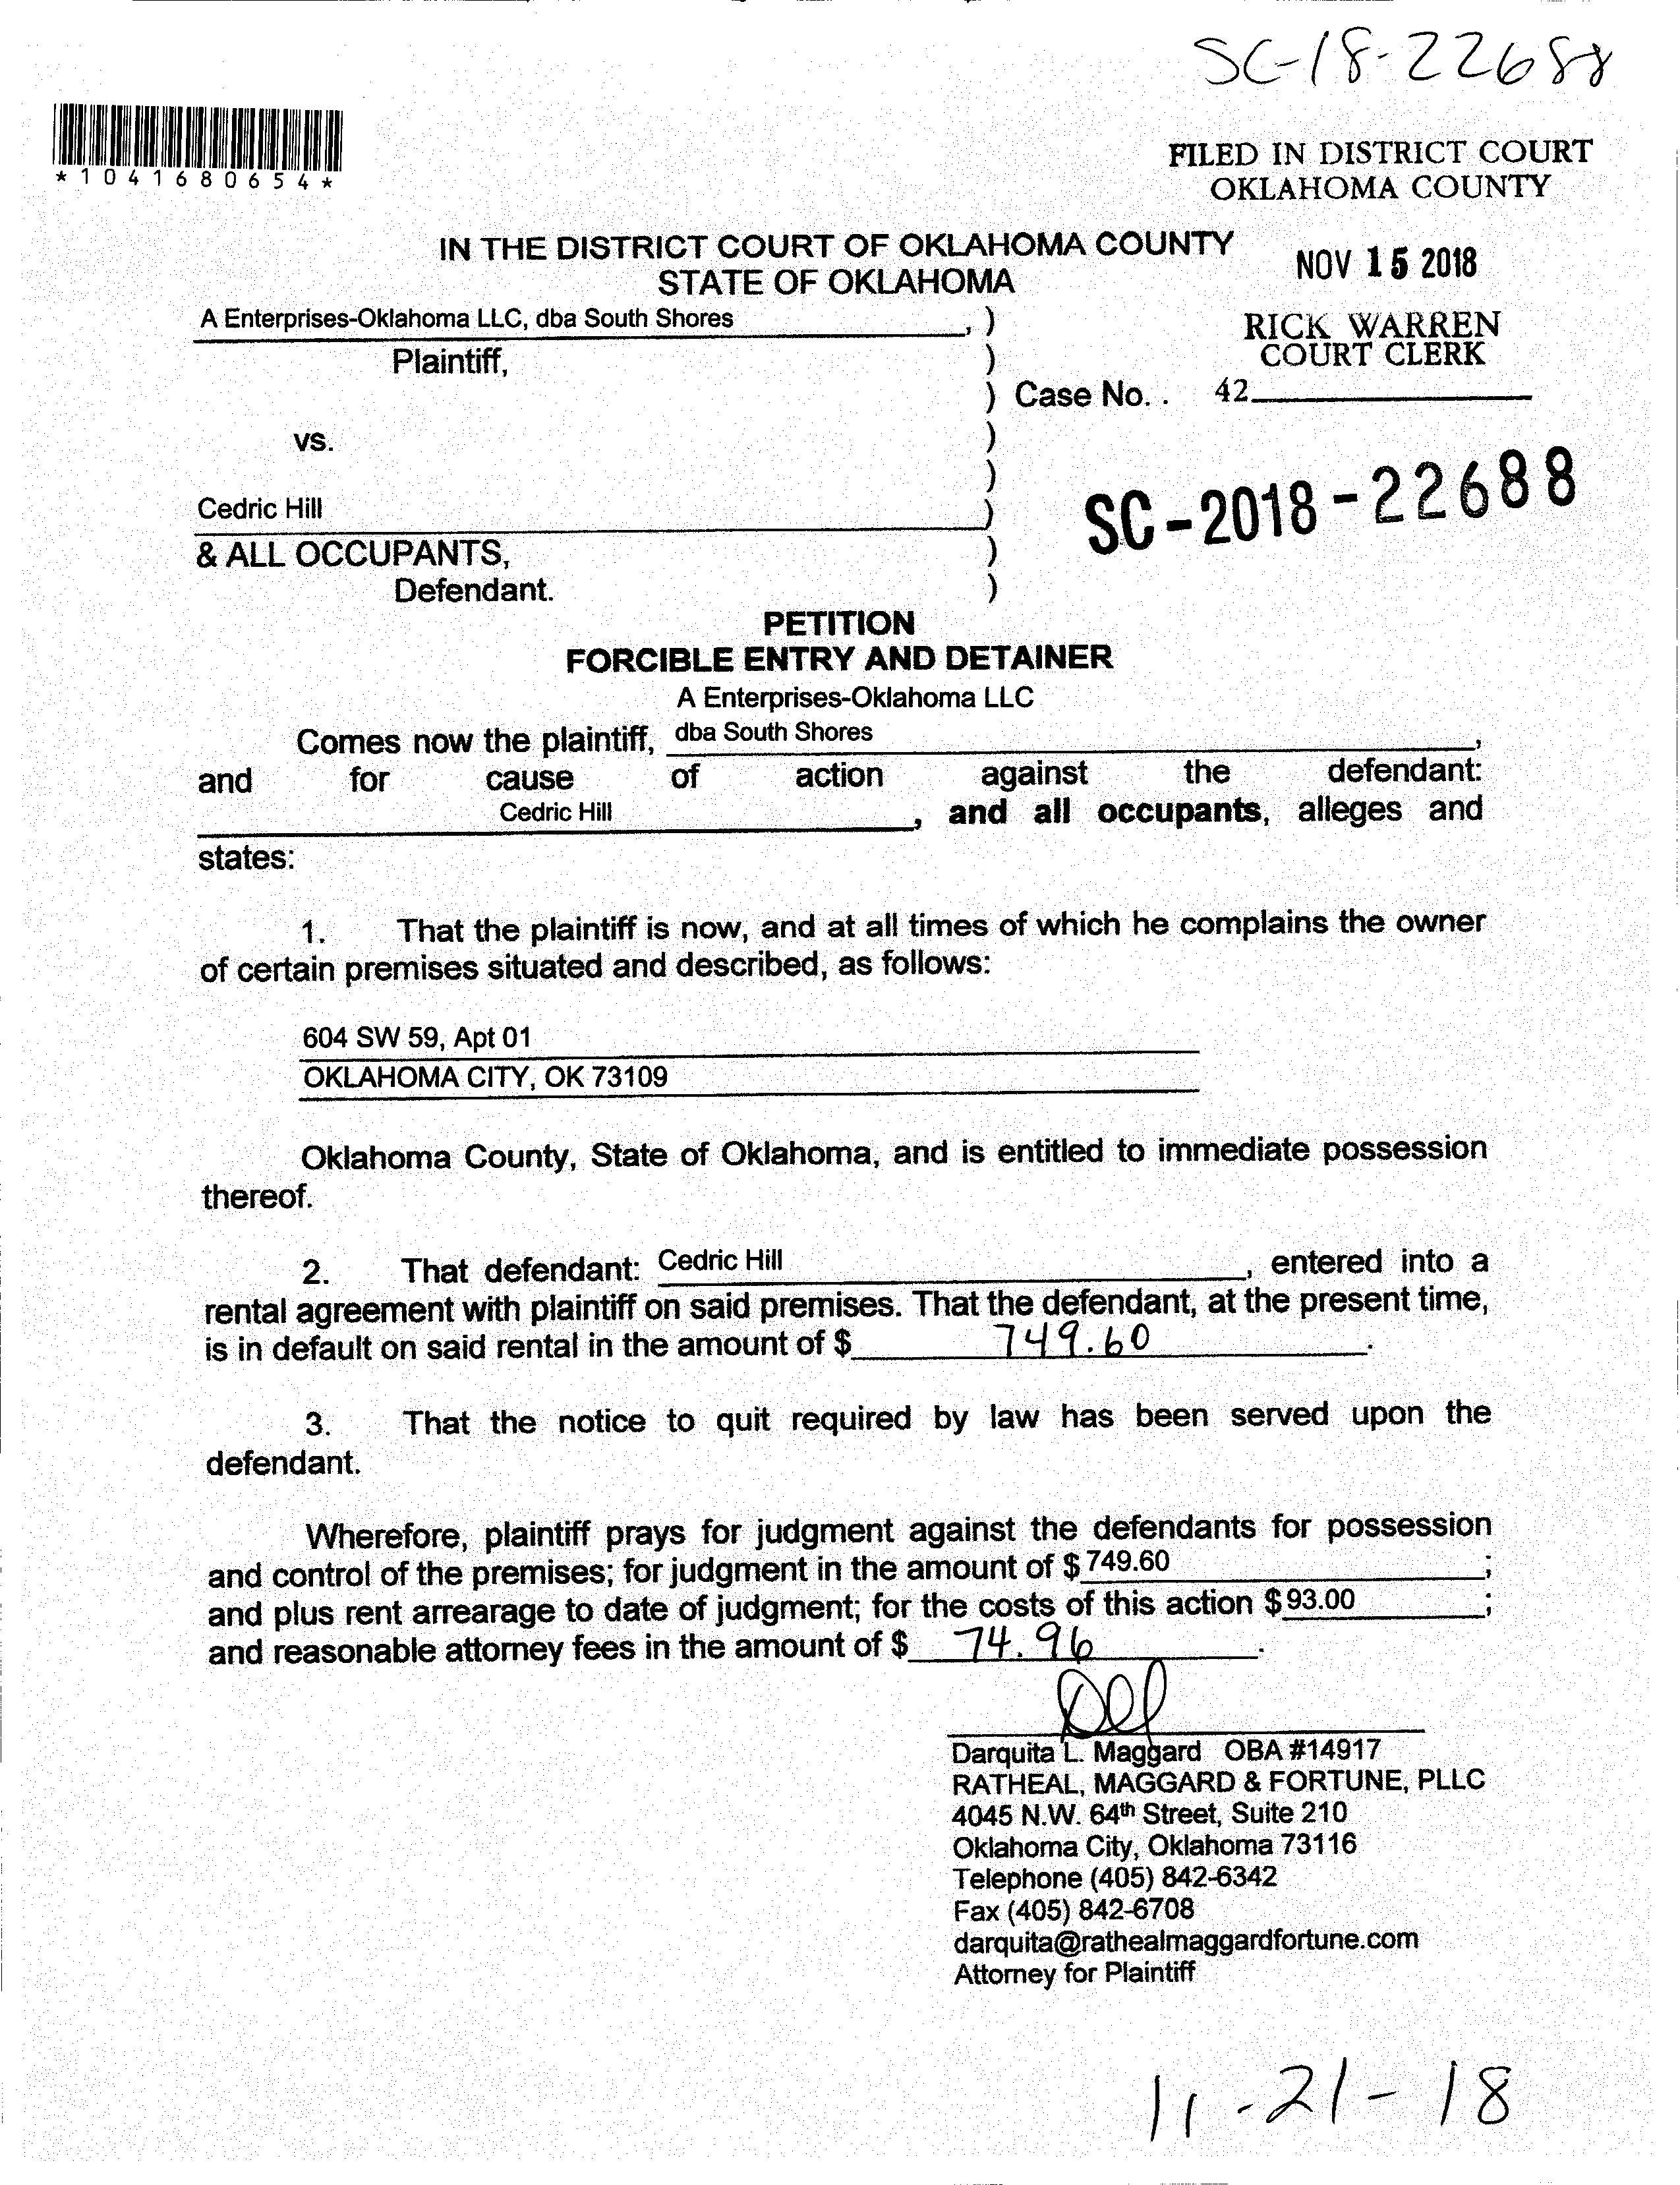 SC-18-22688
*1041680654*
FILED IN DISTRICT COURT
OKLAHOMA COUNTY
IN THE DISTRICT COURT OF OKLAHOMA COUNTY
STATE OF OKLAHOMA
NOV 15 2018
A Enterprises-Oklahoma LLC, dba South Shores , )
RICK WARREN
COURT CLERK
Plaintiff, )
) Case No. . 42
vs. )
)
SC-2018-22688
Cedric Hill )
& ALL OCCUPANTS, )
Defendant. )
PETITION
FORCIBLE ENTRY AND DETAINER
A Enterprises-Oklahoma LLC
Comes now the plaintiff, dba South Shores ,
and for cause of action against the defendant:
Cedric Hill , and all occupants, alleges and
states:
1. That the plaintiff is now, and at all times of which he complains the owner
of certain premises situated and described, as follows:
604 SW 59, Apt 01
OKLAHOMA CITY, OK 73109
Oklahoma County, State of Oklahoma, and is entitled to immediate possession
thereof.
2. That defendant: Cedric Hill , entered into a
rental agreement with plaintiff on said premises. That the defendant, at the present time,
is in default on said rental in the amount of $ 749.60 .
3. That the notice to quit required by law has been served upon the
defendant.
Wherefore, plaintiff prays for judgment against the defendants for possession
and control of the premises; for judgment in the amount of $ 749.60 ;
and plus rent arrearage to date of judgment; for the costs of this action $ 93.00 ;
and reasonable attorney fees in the amount of $ 74.96 .
Darquita L. Maggard OBA #14917
RATHEAL, MAGGARD & FORTUNE, PLLC
4045 N.W. 64th Street, Suite 210
Oklahoma City, Oklahoma 73116
Telephone (405) 842-6342
Fax (405) 842-6708
darquita@rathealmaggardfortune.com
Attorney for Plaintiff
11-21-18